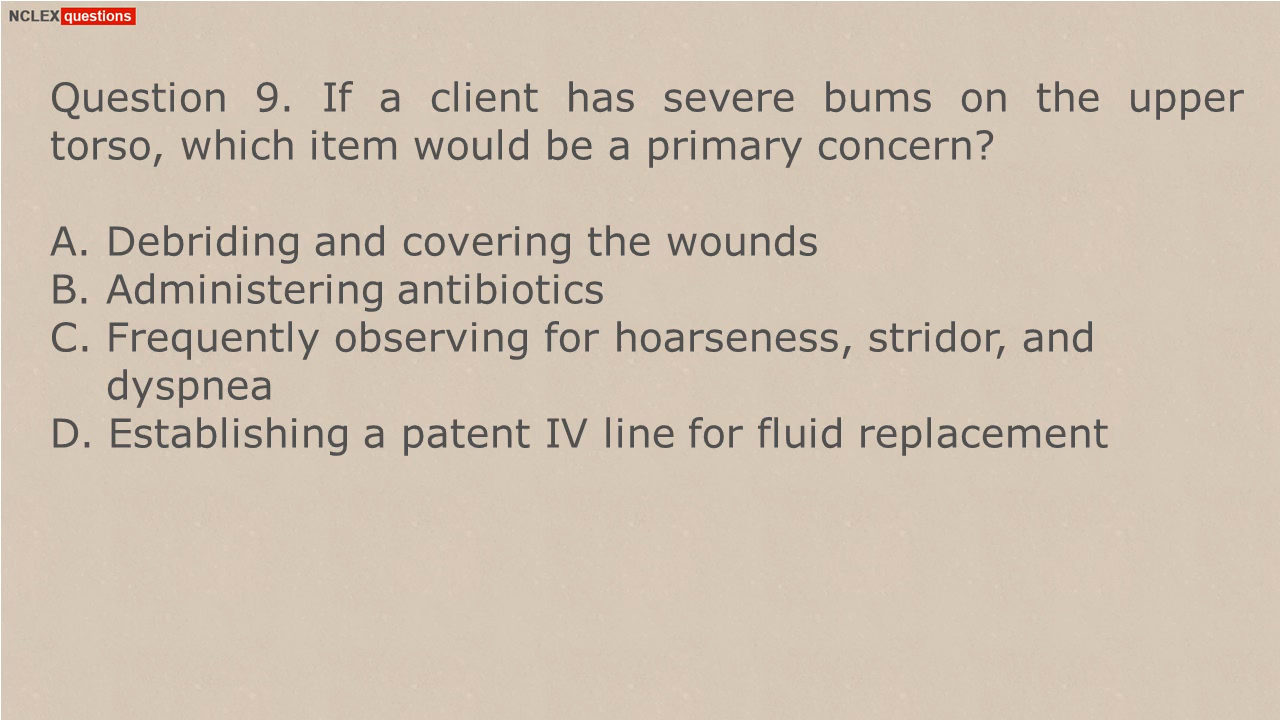 NCLEX questions
Question 9. If a client has severe bums on the upper
torso, which item would be a primary concern?
A. Debriding and covering the wounds
B. Administering antibiotics
C. Frequently observing for hoarseness, stridor, and
dyspnea
D. Establishing a patent IV line for fluid replacement